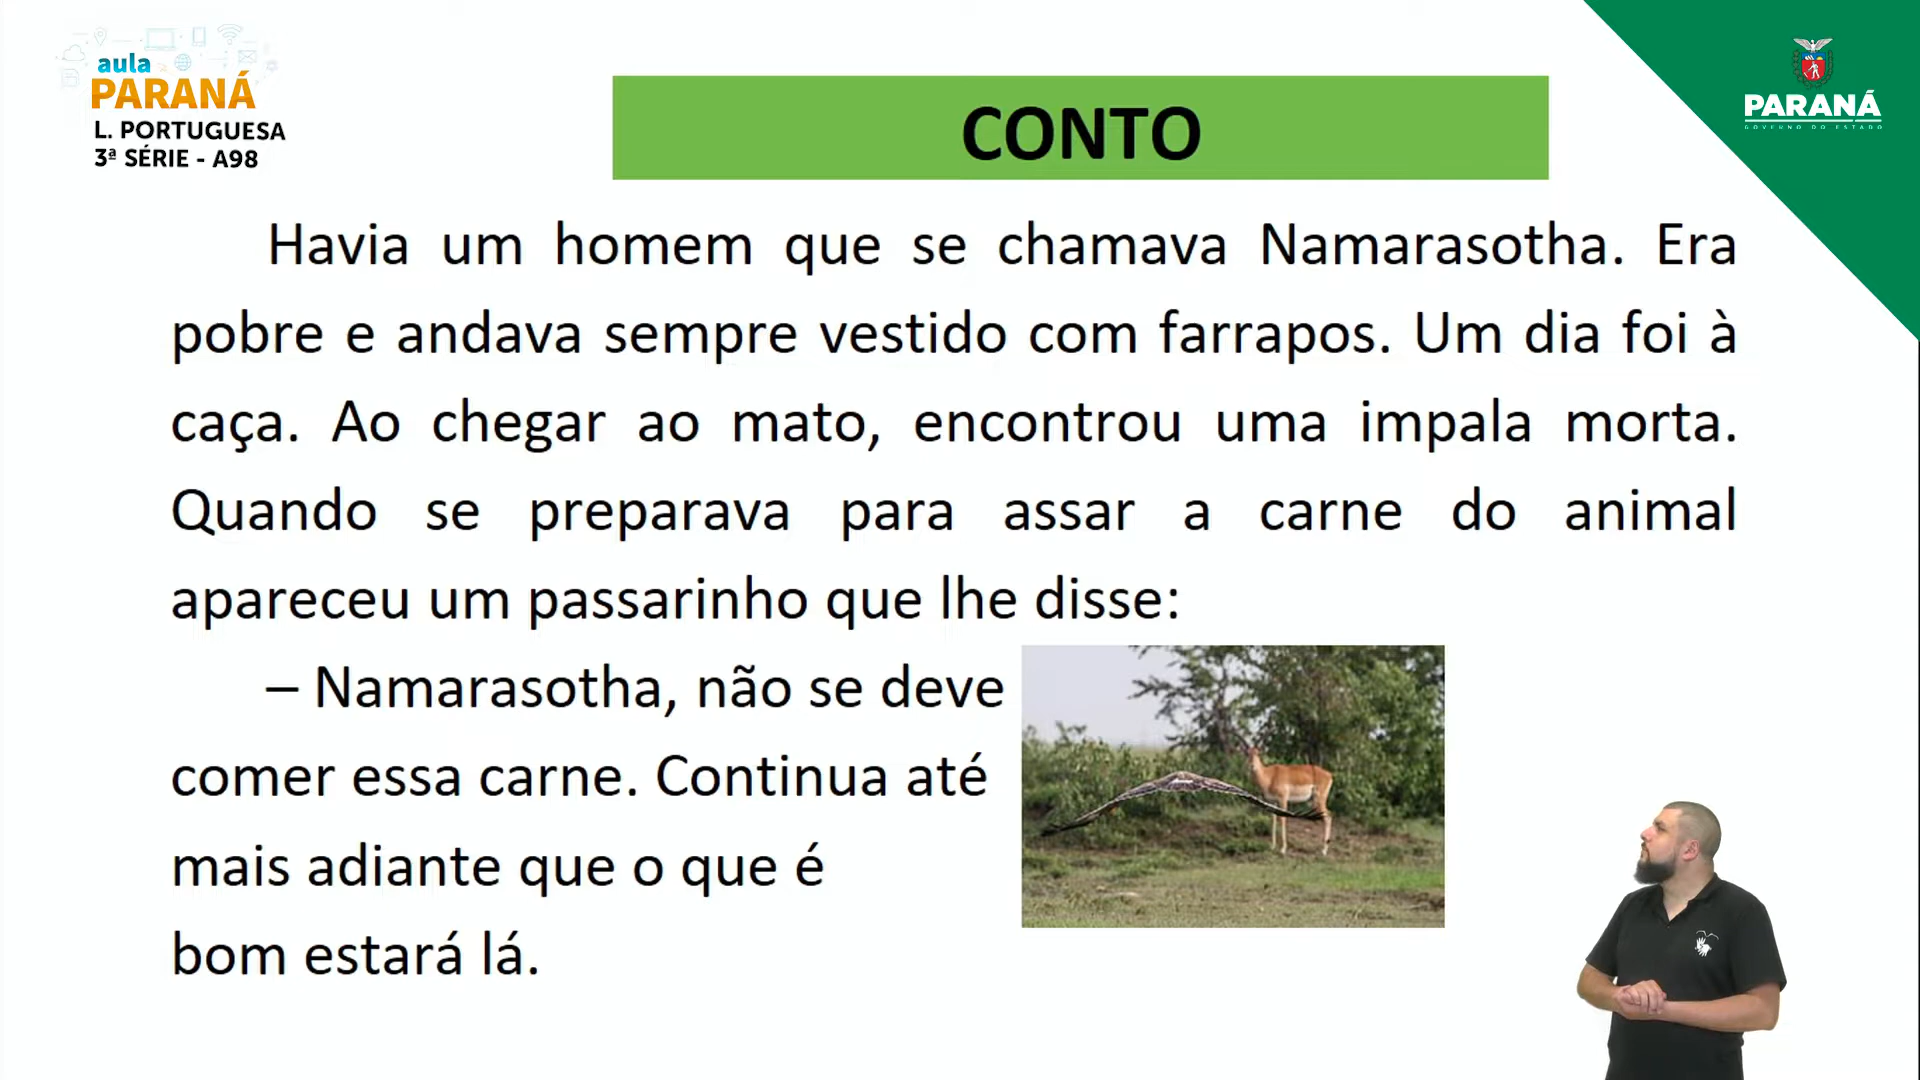 aula
PARANÁ
L. PORTUGUESA
3ª SÉRIE - A98
CONTO
PARANÁ
GOVERNO DO ESTADO
Havia um homem que se chamava Namarasotha. Era
pobre e andava sempre vestido com farrapos. Um dia foi à
caça. Ao chegar ao mato, encontrou uma impala morta.
Quando se preparava para assar a carne do animal
apareceu um passarinho que lhe disse:
– Namarasotha, não se deve
comer essa carne. Continua até
mais adiante que o que é
bom estará lá.